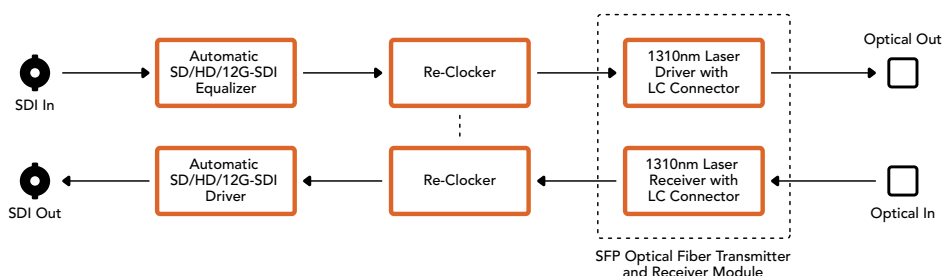 Optical Out
SDI In
Automatic
SD/HD/12G-SDI
Equalizer
Re-Clocker
1310nm Laser
Driver with
LC Connector
SDI Out
Automatic
SD/HD/12G-SDI
Driver
Re-Clocker
1310nm Laser
Receiver with
LC Connector
Optical In
SFP Optical Fiber Transmitter
and Receiver Module